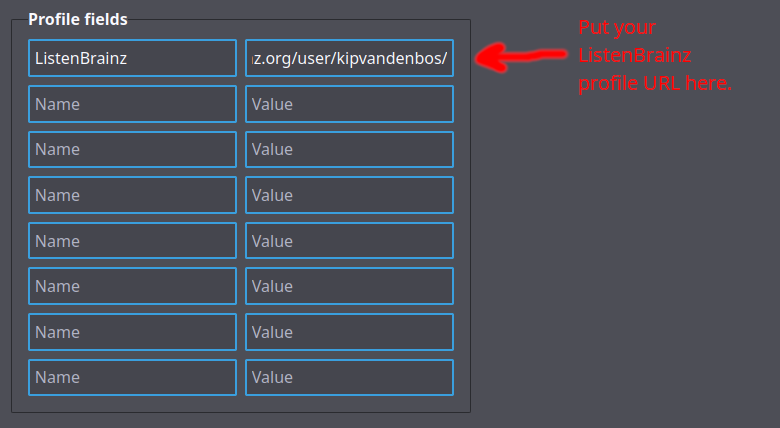 Profile fields
ListenBrainz
z.org/user/kipvandenbos/
Put your
ListenBrainz
profile URL here.
Name
Value
Name
Value
Name
Value
Name
Value
Name
Value
Name
Value
Name
Value